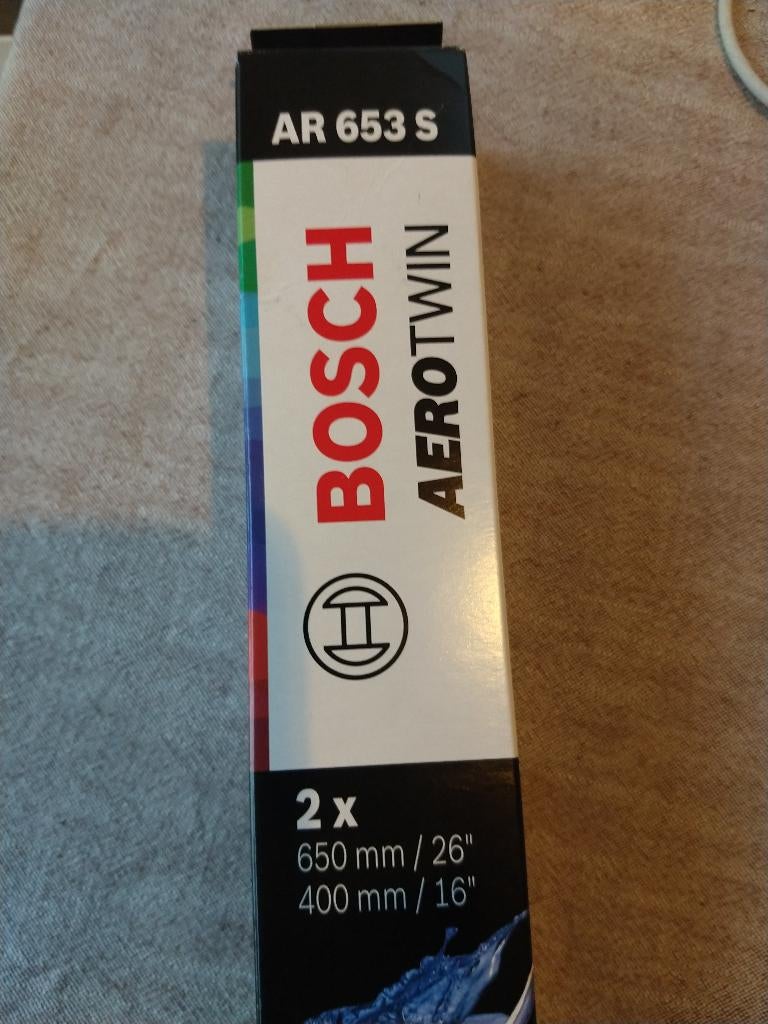 AR 653 S
BOSCH
AEROTWIN
2 x
650 mm / 26"
400 mm / 16"